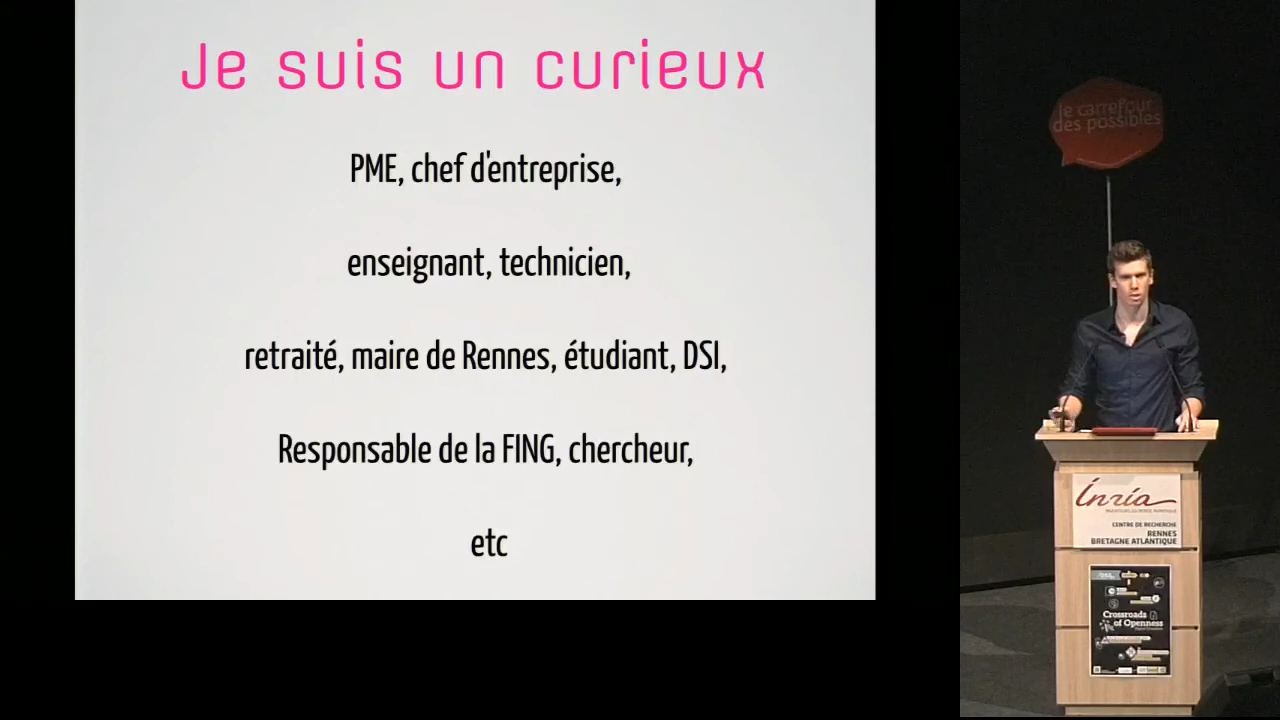 Je suis un curieux
PME, chef d'entreprise,
enseignant, technicien,
retraité, maire de Rennes, étudiant, DSI,
Responsable de la FING, chercheur,
etc
le carrefour
des possibles
Inria
CENTRE DE RECHERCHE
RENNES
BRETAGNE ATLANTIQUE
Crossroads
of Openness